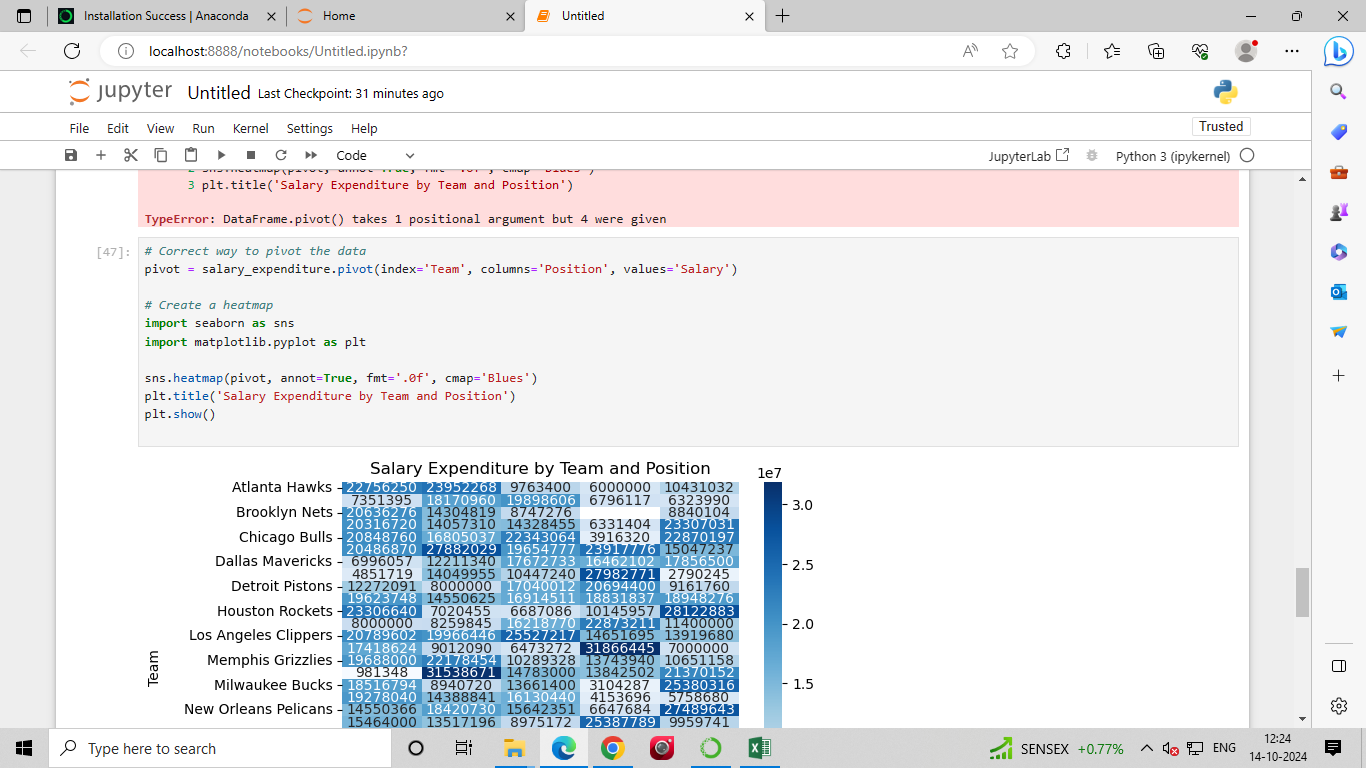 Installation Success | Anaconda
Home
Untitled
localhost:8888/notebooks/Untitled.ipynb?
jupyter Untitled Last Checkpoint: 31 minutes ago
File Edit View Run Kernel Settings Help
Trusted
Code
JupyterLab
Python 3 (ipykernel)
2 sns.heatmap(pivot, annot=True, fmt='.0f', cmap='Blues')
3 plt.title('Salary Expenditure by Team and Position')
TypeError: DataFrame.pivot() takes 1 positional argument but 4 were given
[47]:
# Correct way to pivot the data
pivot = salary_expenditure.pivot(index='Team', columns='Position', values='Salary')
# Create a heatmap
import seaborn as sns
import matplotlib.pyplot as plt
sns.heatmap(pivot, annot=True, fmt='.0f', cmap='Blues')
plt.title('Salary Expenditure by Team and Position')
plt.show()
Salary Expenditure by Team and Position
1e7
Atlanta Hawks 22756250 23952268 9763400 6000000 10431032
7351395 18170960 19898606 6796117 6323990
Brooklyn Nets 20636276 14304819 8747276 8840104
20316720 14057310 14328455 6331404 23307031
Chicago Bulls 20848760 16805037 22343064 3916320 22870197
20486870 27882029 19654777 23917776 15047237
Dallas Mavericks 6996057 12211340 17672733 16462102 17856500
4851719 14049955 10447240 27982771 2790245
Detroit Pistons 12272091 8000000 17040012 20694400 9161760
19623748 14550625 16914511 18831837 18948276
Houston Rockets 23306640 7020455 6687086 10145957 28122883
8000000 8259845 16218770 22873211 11400000
Los Angeles Clippers 20789602 19966446 25527217 14651695 13919680
17418624 9012090 6473272 31866445 7000000
Memphis Grizzlies 19688000 22178454 10289328 13743940 10651158
981348 31538671 14783000 13842502 21370152
Milwaukee Bucks 18516794 8940720 13661400 3104287 25380316
19278040 14388841 16130440 4153696 5758680
New Orleans Pelicans 14550366 18420730 15642351 6647684 27489643
15464000 13517196 8975172 25387789 9959741
Team
3.0
2.5
2.0
1.5
Type here to search
SENSEX +0.77%
ENG
12:24
14-10-2024